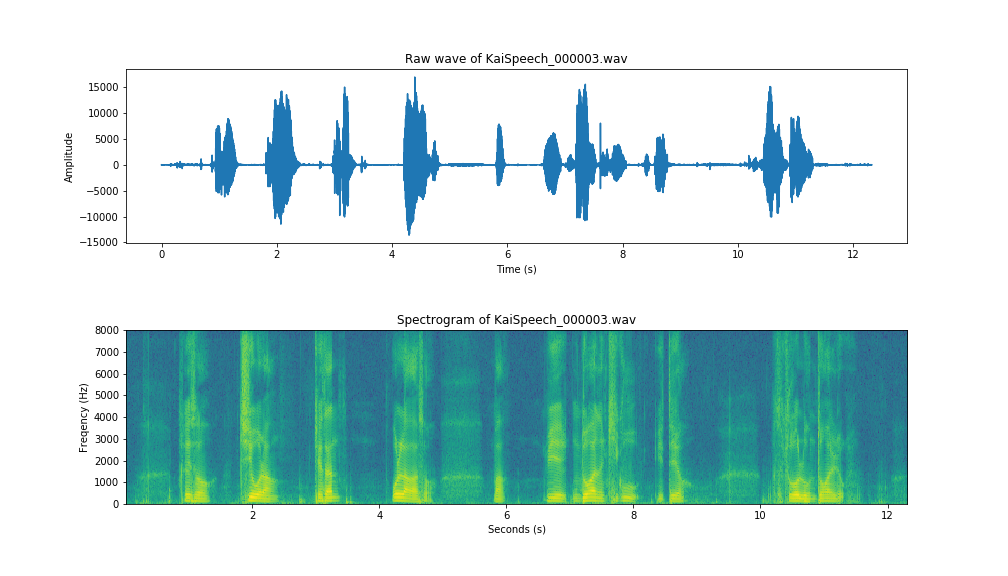 Raw wave of KaiSpeech_000003.wav
15000
10000
5000
0
−5000
−10000
−15000
Amplitude
0 2 4 6 8 10 12
Time (s)
Spectrogram of KaiSpeech_000003.wav
8000
7000
6000
5000
4000
3000
2000
1000
0
Freqency (Hz)
2 4 6 8 10 12
Seconds (s)